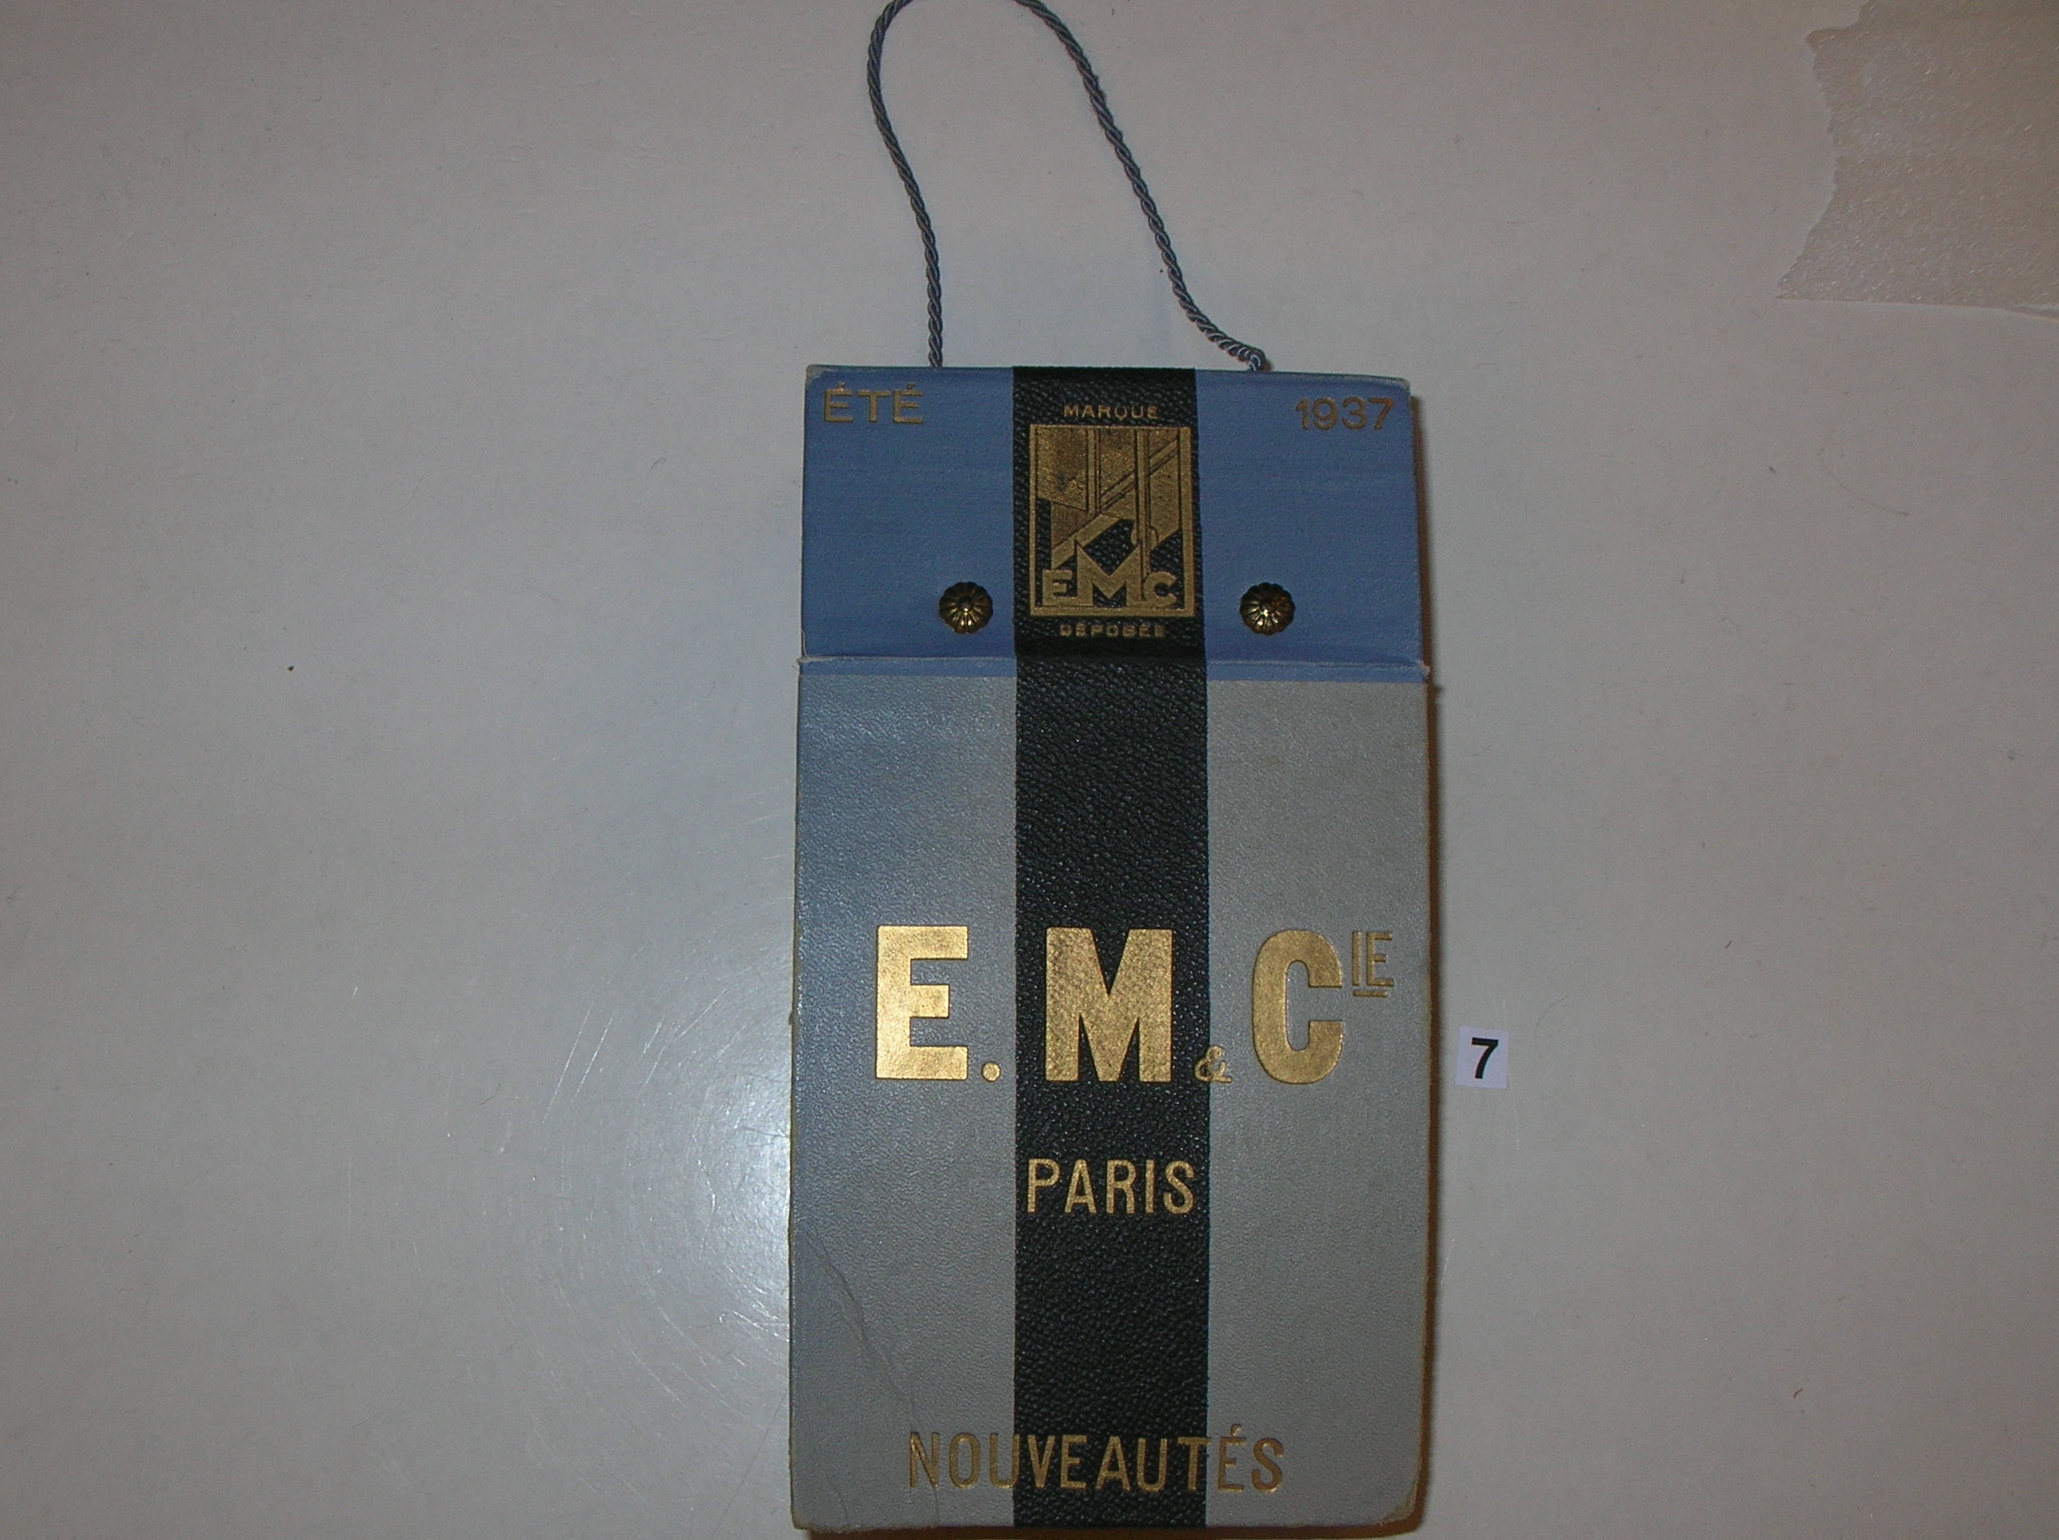 ÉTÉ 1937
MARQUE
EMC
DÉPOSÉE
E. M & CIE
PARIS
NOUVEAUTÉS
7